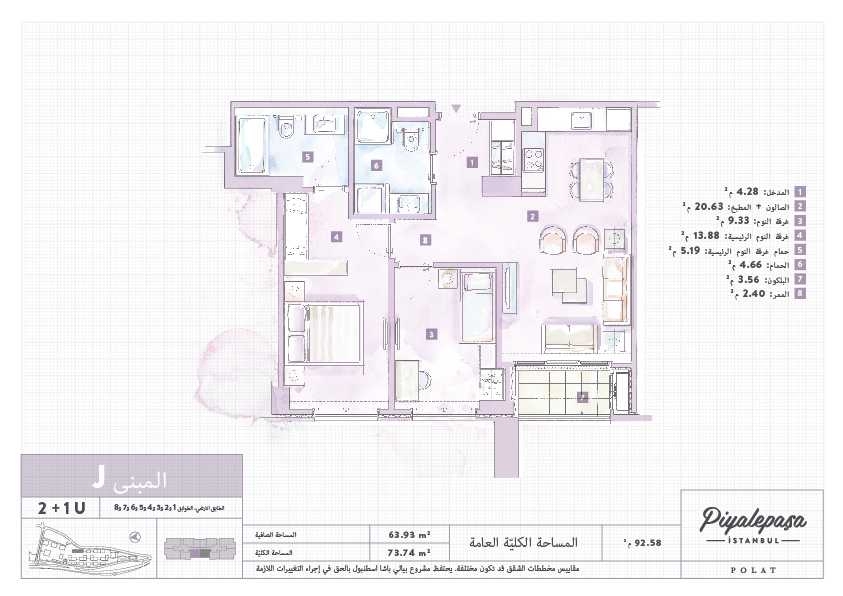 5
6
1
2
4
8
3
7
1 المدخل: 4.28 م²
2 الصالون + المطبخ: 20.63 م²
3 غرفة النوم: 9.33 م²
4 غرفة النوم الرئيسية: 13.88 م²
5 حمام غرفة النوم الرئيسية: 5.19 م²
6 الحمام: 4.66 م²
7 البلكون: 3.56 م²
8 الممر: 2.40 م²
المبنى J
2+1U
الطابق الارضي، الطوابق 1 و2 و3 و4 و5 و6 و7 و8
المساحة الصافية 63.93 m²
المساحة الكليّة 73.74 m²
المساحة الكليّة العامة
92.58 م²
مقاييس مخططات الشقق قد تكون مختلفة. يحتفظ مشروع بيالي باشا اسطنبول بالحق في إجراء التغييرات اللازمة
Piyalepaşa
İSTANBUL
POLAT